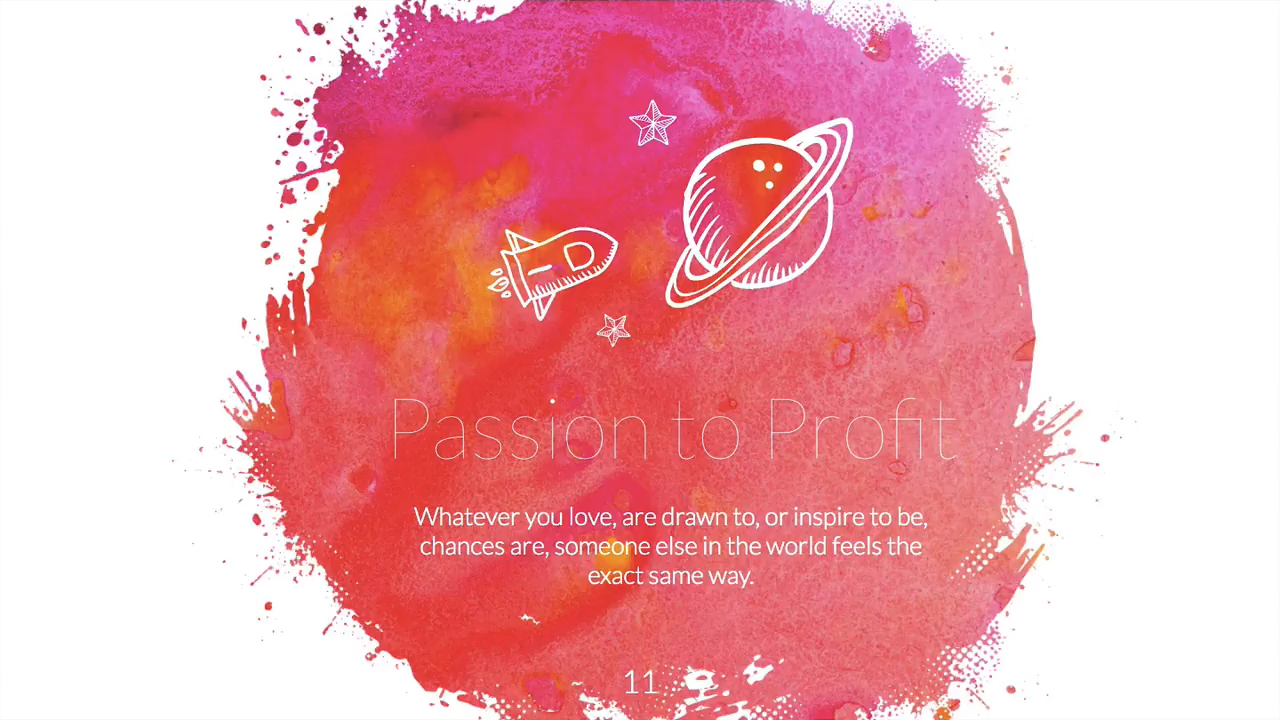 Passion to Profit
Whatever you love, are drawn to, or inspire to be,
chances are, someone else in the world feels the
exact same way.
11